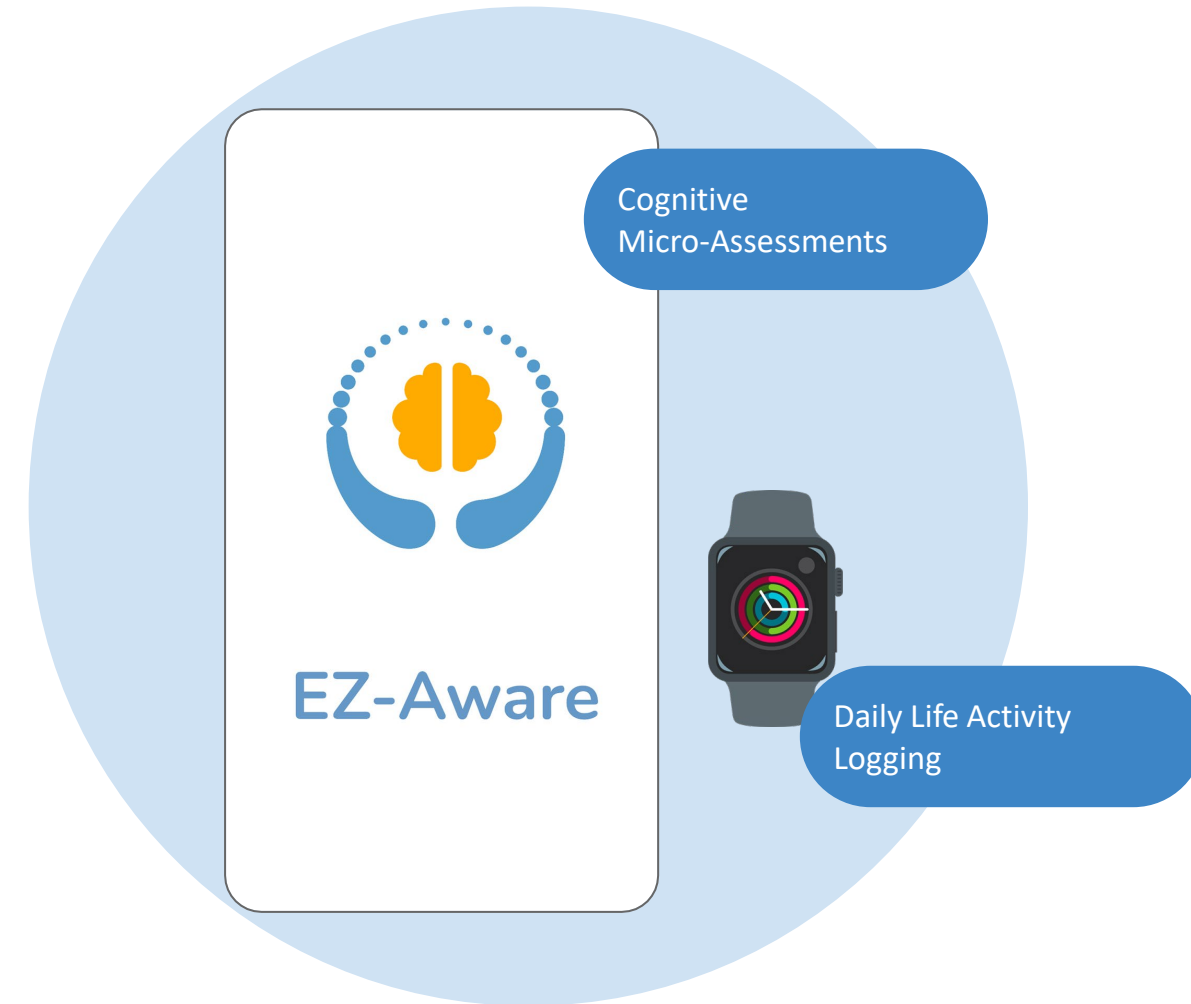 Cognitive
Micro-Assessments
EZ-Aware
Daily Life Activity
Logging